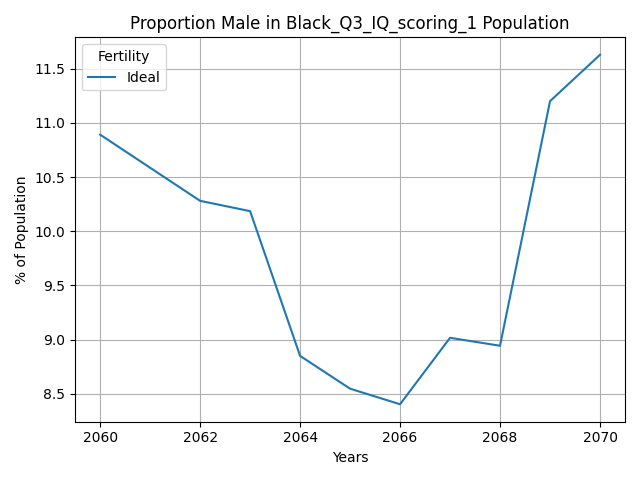 Proportion Male in Black_Q3_IQ_scoring_1 Population
Fertility
Ideal
% of Population
11.5
11.0
10.5
10.0
9.5
9.0
8.5
2060 2062 2064 2066 2068 2070
Years